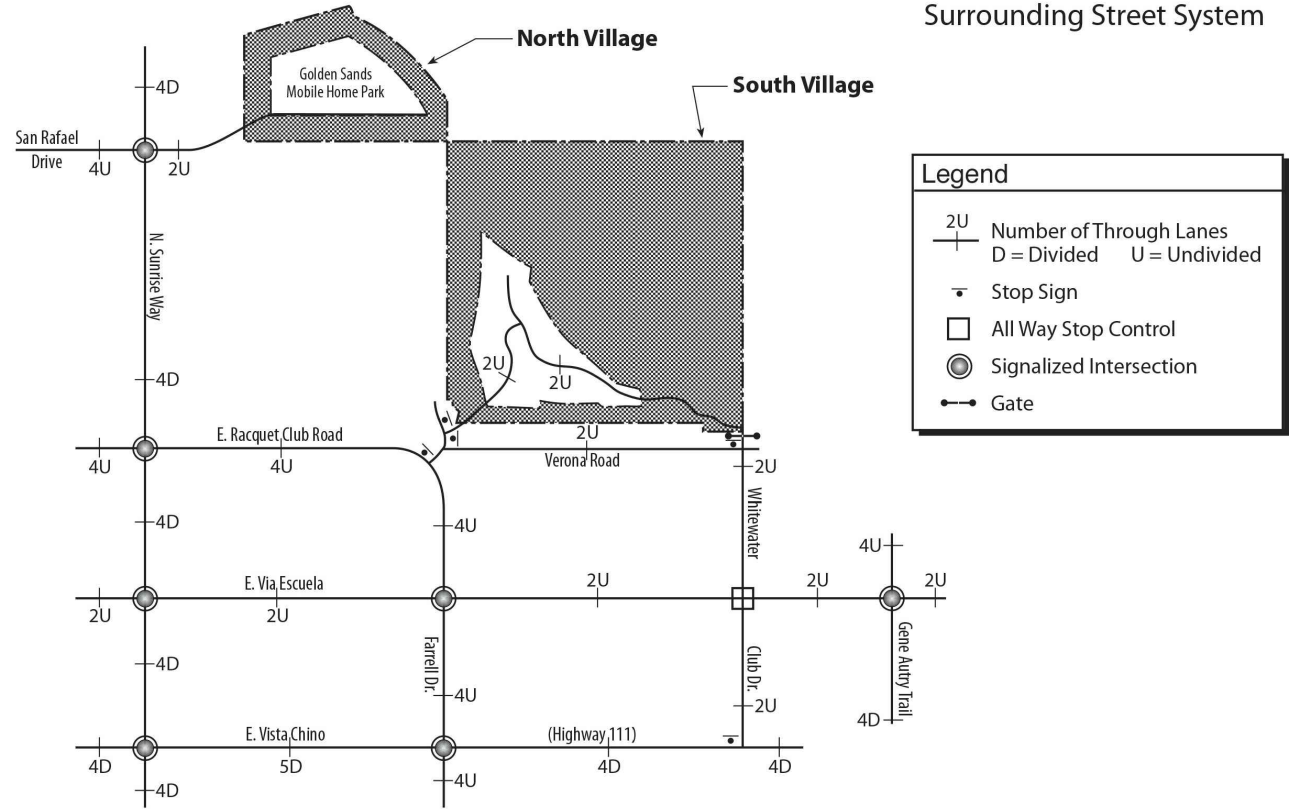 Surrounding Street System
North Village
South Village
Golden Sands
Mobile Home Park
4D
San Rafael
Drive
4U
2U
N. Sunrise Way
4D
Legend
2U
Number of Through Lanes
D = Divided U = Undivided
Stop Sign
All Way Stop Control
Signalized Intersection
Gate
2U
2U
E. Racquet Club Road
4U
4U
2U
Verona Road
2U
4D
4U
Whitewater
4U
E. Via Escuela
2U
2U
2U
2U
2U
4D
Farrell Dr.
4U
Club Dr.
2U
Gene Autry Trail
4D
E. Vista Chino
(Highway 111)
4D
5D
4D
4D
4D
4U